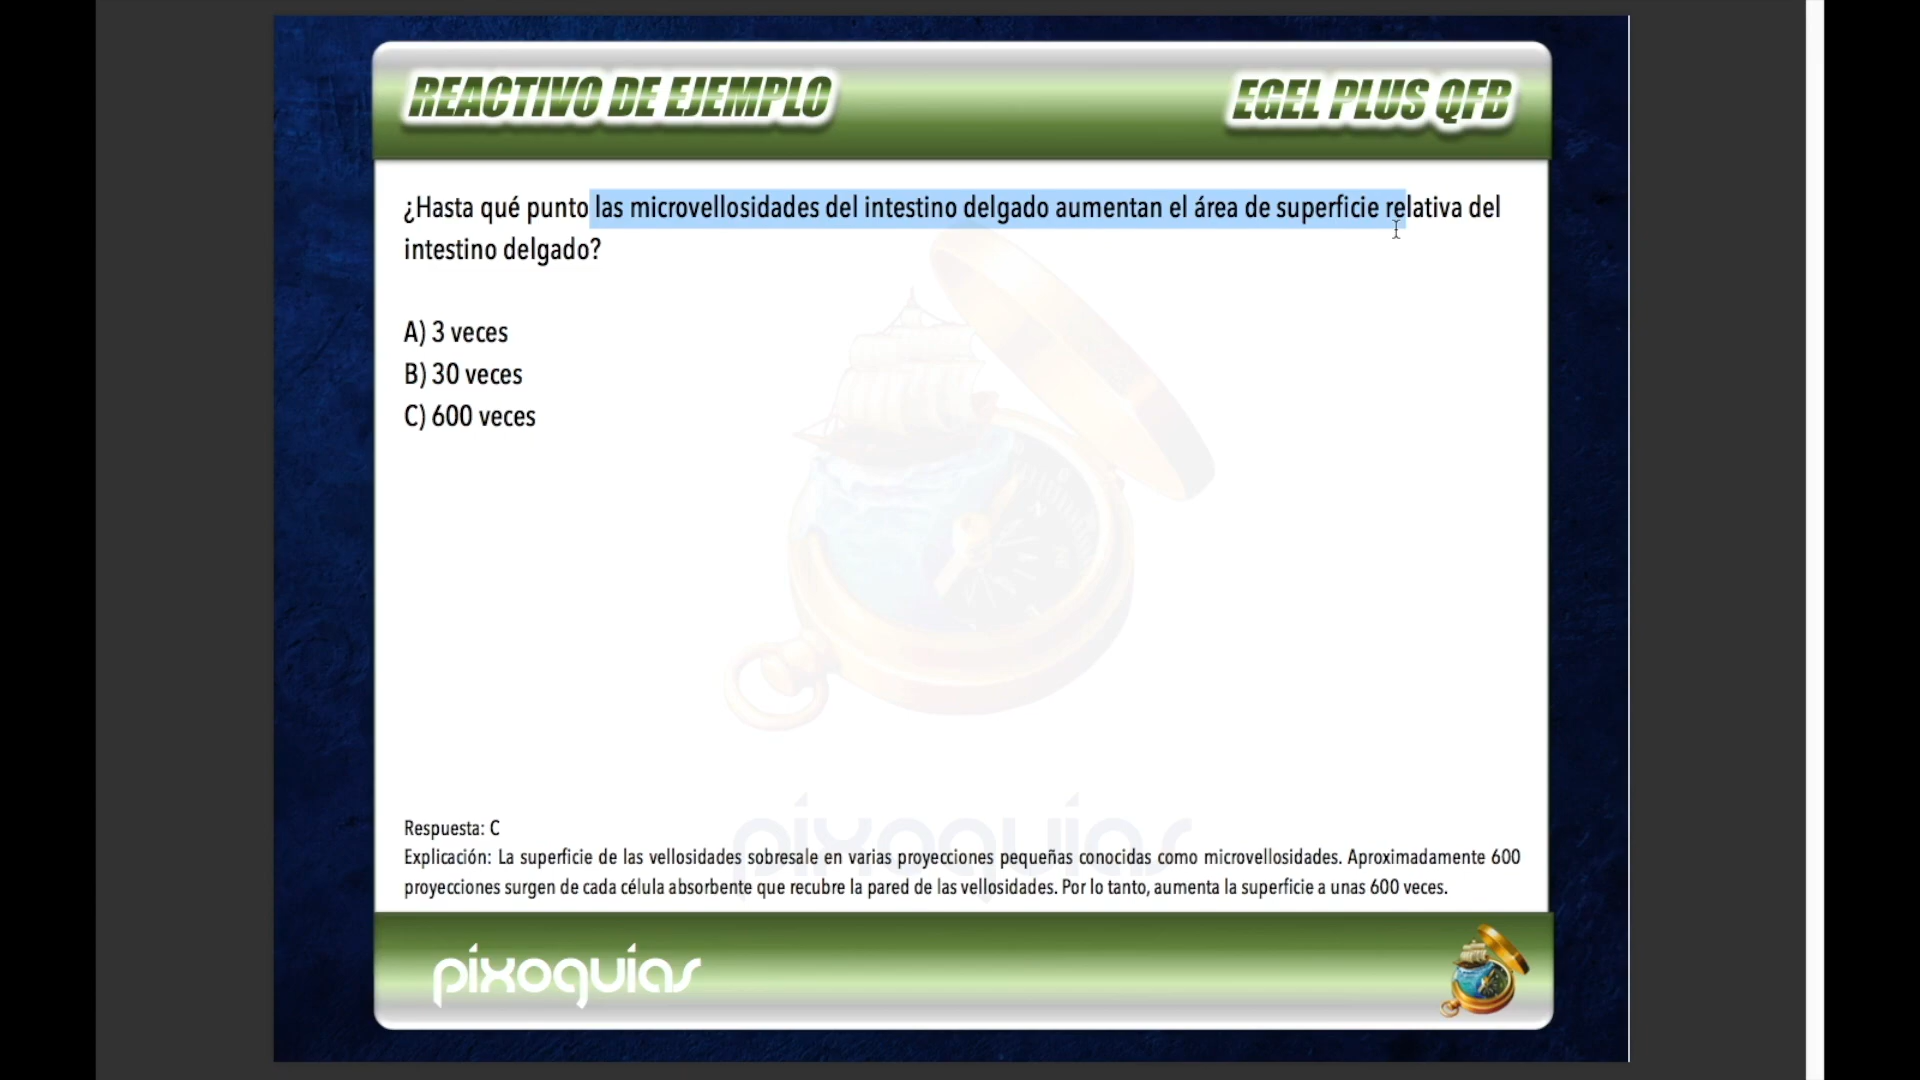 REACTIVO DE EJEMPLO
EGEL PLUS QFB
¿Hasta qué punto las microvellosidades del intestino delgado aumentan el área de superficie relativa del
intestino delgado?
A) 3 veces
B) 30 veces
C) 600 veces
pixoguías
Respuesta: C
Explicación: La superficie de las vellosidades sobresale en varias proyecciones pequeñas conocidas como microvellosidades. Aproximadamente 600
proyecciones surgen de cada célula absorbente que recubre la pared de las vellosidades. Por lo tanto, aumenta la superficie a unas 600 veces.
pixoguías